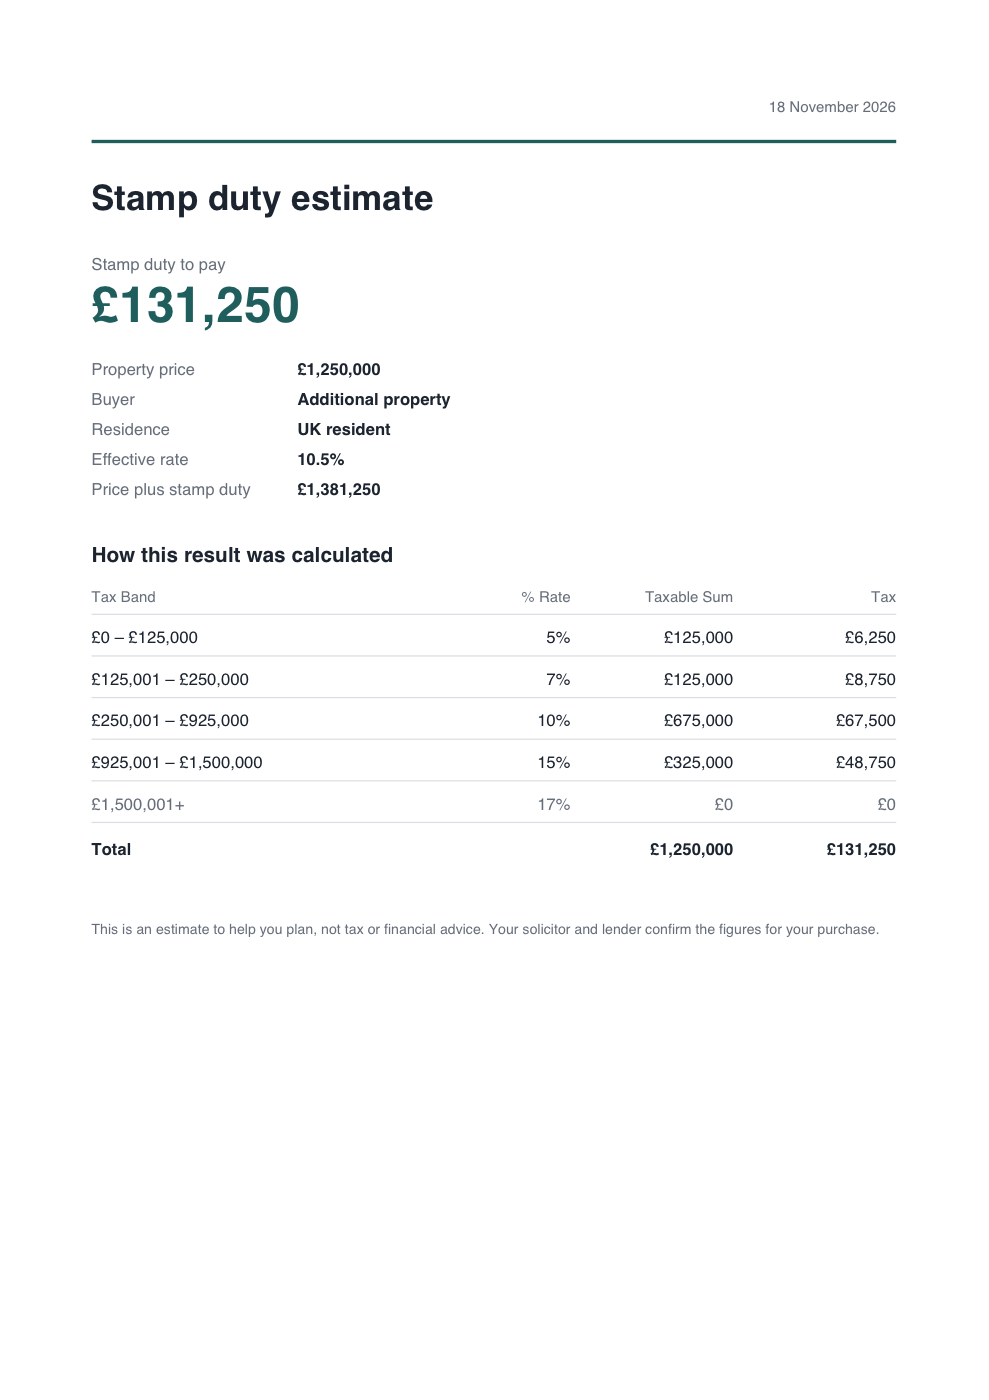 18 November 2026
Stamp duty estimate
Stamp duty to pay
£131,250
Property price £1,250,000
Buyer Additional property
Residence UK resident
Effective rate 10.5%
Price plus stamp duty £1,381,250
How this result was calculated
Tax Band % Rate Taxable Sum Tax
£0 – £125,000 5% £125,000 £6,250
£125,001 – £250,000 7% £125,000 £8,750
£250,001 – £925,000 10% £675,000 £67,500
£925,001 – £1,500,000 15% £325,000 £48,750
£1,500,001+ 17% £0 £0
Total £1,250,000 £131,250
This is an estimate to help you plan, not tax or financial advice. Your solicitor and lender confirm the figures for your purchase.